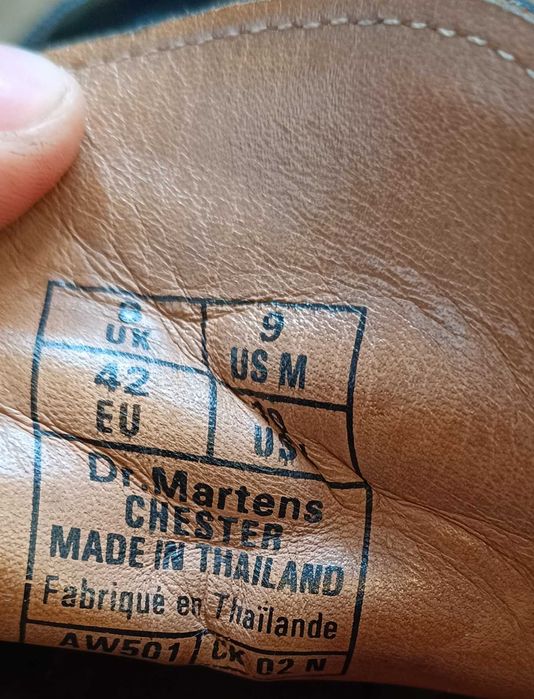 8 9
UK US M
42 10
EU US
Dr. Martens
CHESTER
MADE IN THAILAND
Fabriqué en Thaïlande
AW501 CK 02 N